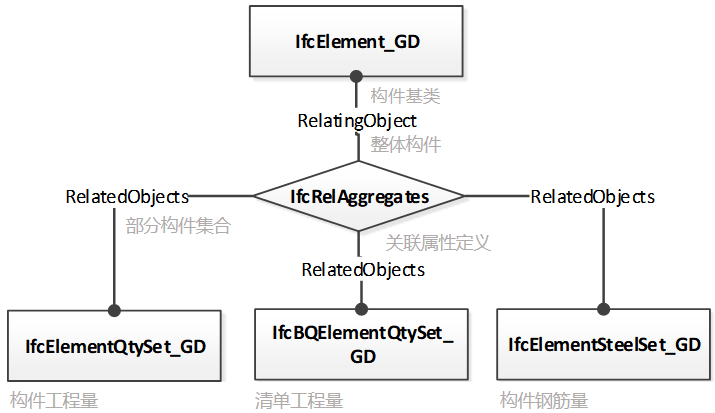 IfcElement_GD
构件基类
RelatingObject
整体构件
RelatedObjects
IfcRelAggregates
RelatedObjects
部分构件集合
关联属性定义
RelatedObjects
IfcElementQtySet_GD
IfcBQElementQtySet_
GD
IfcElementSteelSet_GD
构件工程量
清单工程量
构件钢筋量